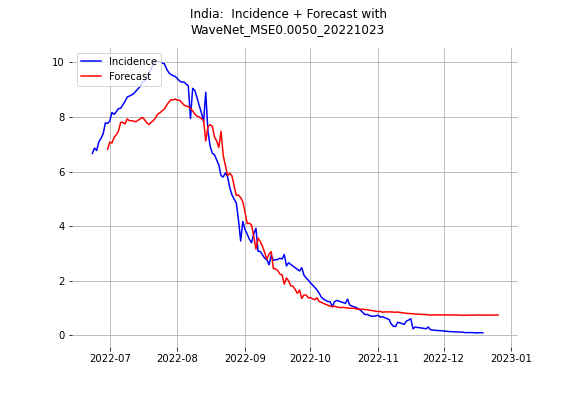 India:  Incidence + Forecast with
WaveNet_MSE0.0050_20221023
Incidence
Forecast
10
8
6
4
2
0
2022-07 2022-08 2022-09 2022-10 2022-11 2022-12 2023-01